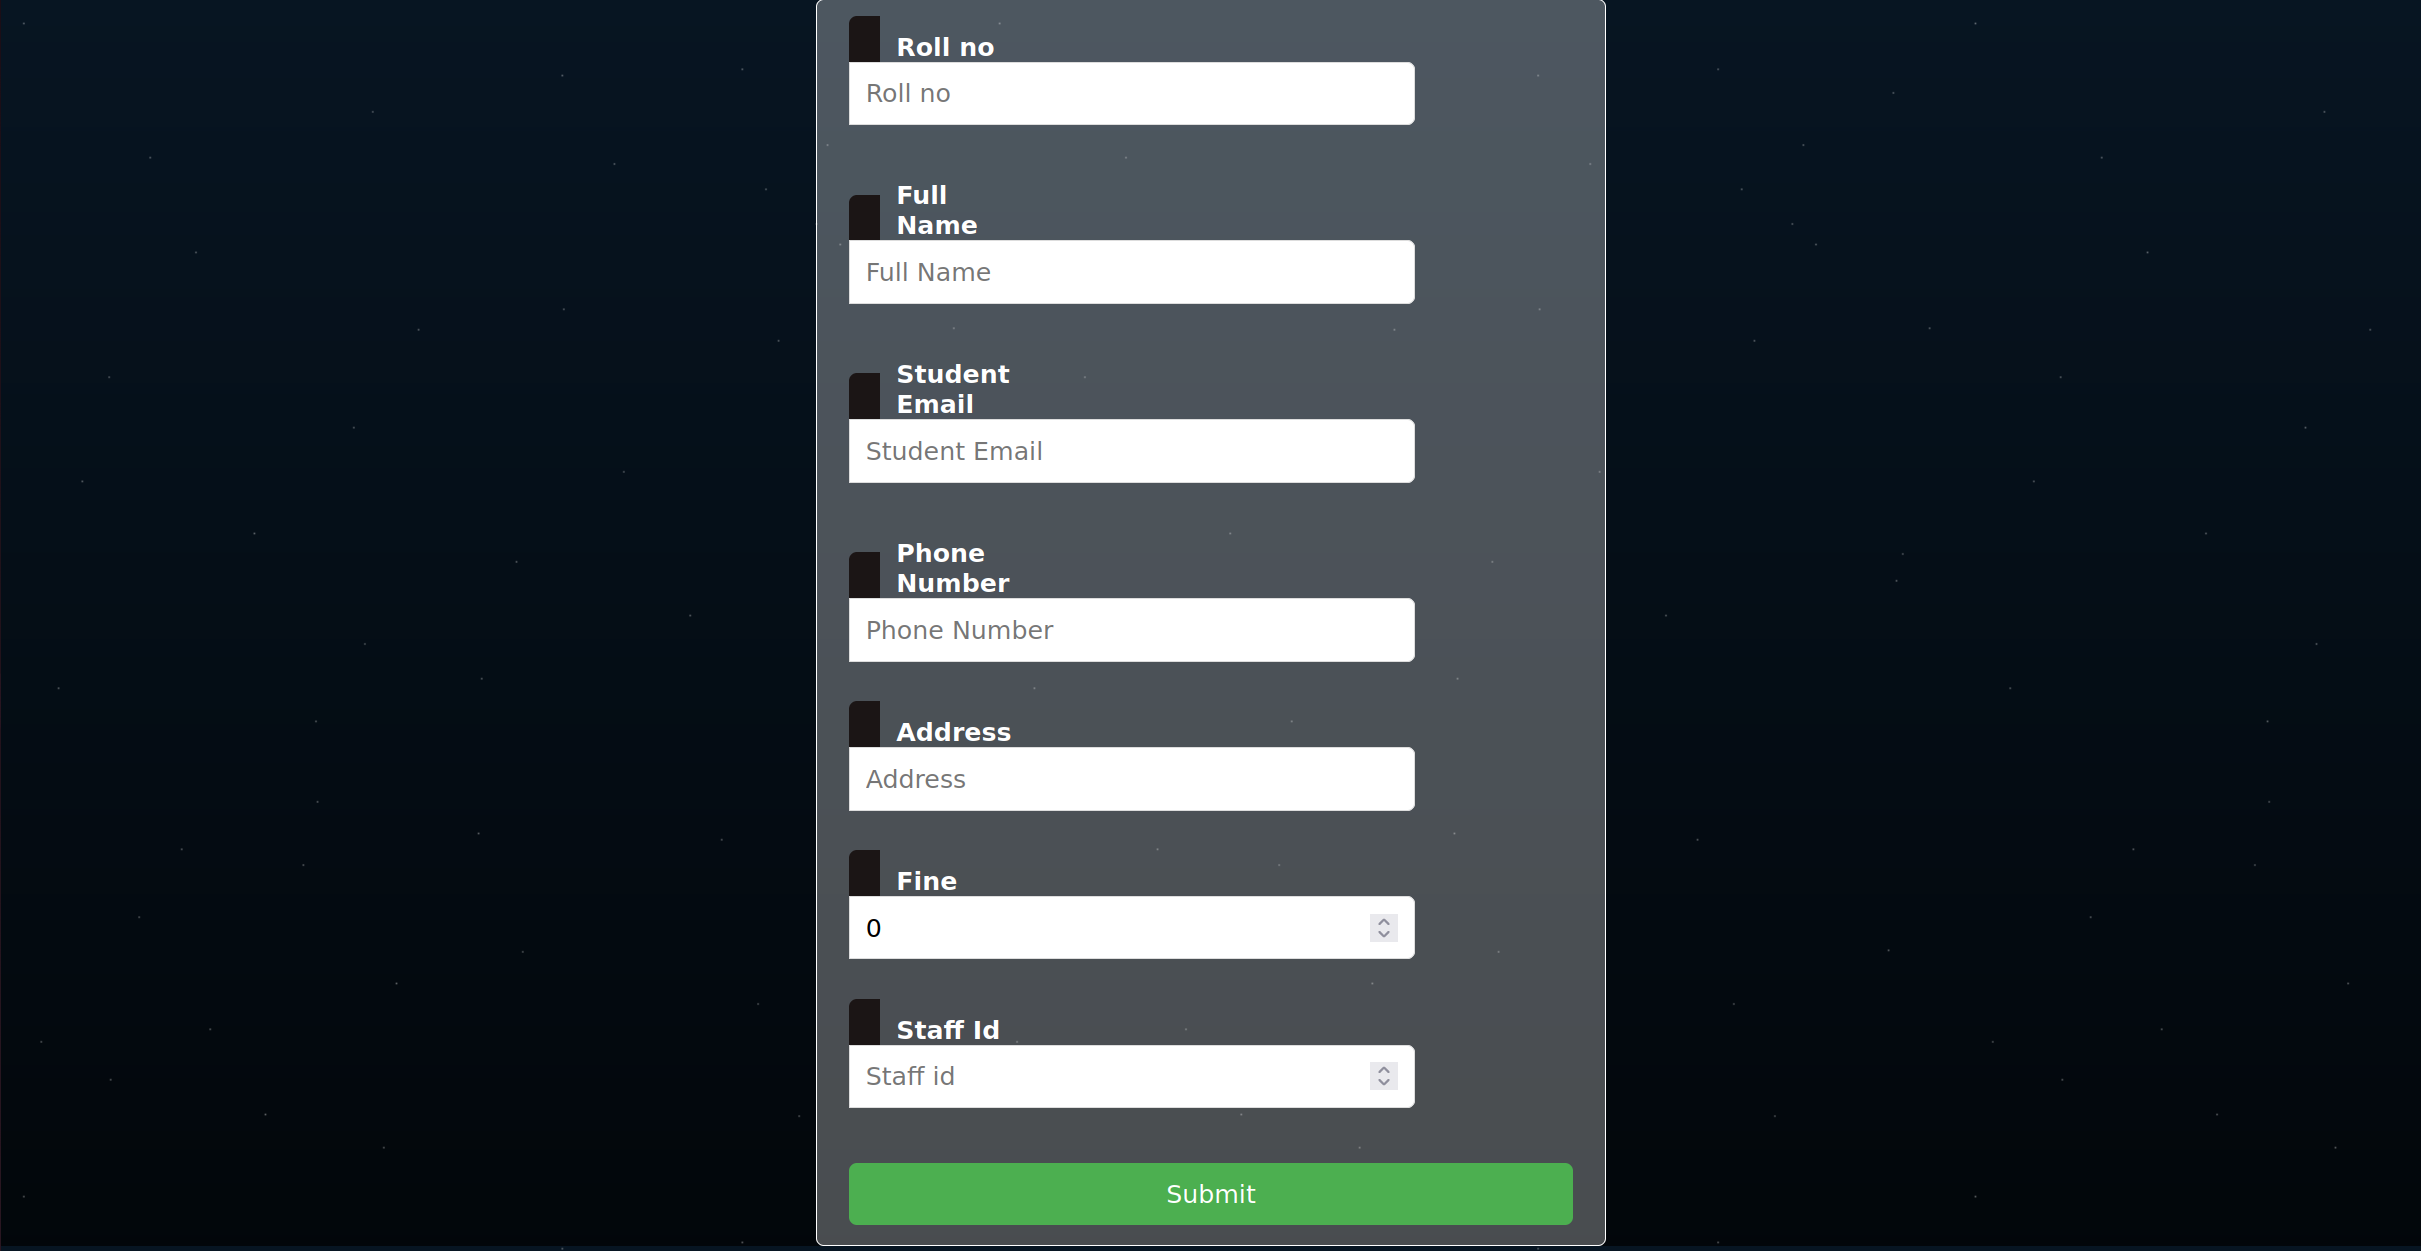 Roll no
Roll no
Full
Name
Full Name
Student
Email
Student Email
Phone
Number
Phone Number
Address
Address
Fine
0
Staff Id
Staff id
Submit